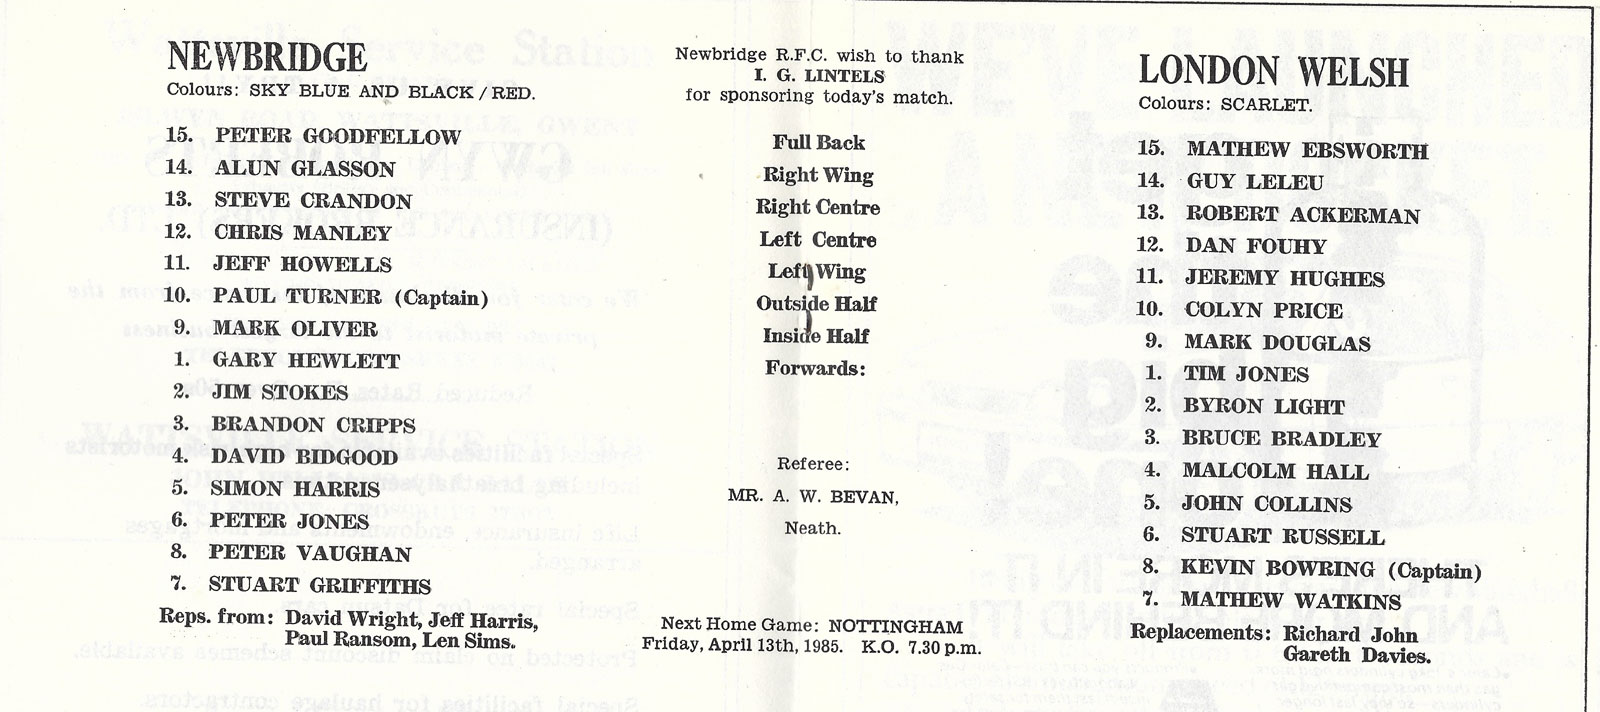 NEWBRIDGE
Colours: SKY BLUE AND BLACK / RED.
15. PETER GOODFELLOW
14. ALUN GLASSON
13. STEVE CRANDON
12. CHRIS MANLEY
11. JEFF HOWELLS
10. PAUL TURNER (Captain)
9. MARK OLIVER
1. GARY HEWLETT
2. JIM STOKES
3. BRANDON CRIPPS
4. DAVID BIDGOOD
5. SIMON HARRIS
6. PETER JONES
8. PETER VAUGHAN
7. STUART GRIFFITHS
Reps. from: David Wright, Jeff Harris,
Paul Ransom, Len Sims.
Newbridge R.F.C. wish to thank
I. G. LINTELS
for sponsoring today's match.
Full Back
Right Wing
Right Centre
Left Centre
Left Wing
Outside Half
Inside Half
Forwards:
Referee:
MR. A. W. BEVAN,
Neath.
Next Home Game: NOTTINGHAM
Friday, April 13th, 1985. K.O. 7.30 p.m.
LONDON WELSH
Colours: SCARLET.
15. MATHEW EBSWORTH
14. GUY LELEU
13. ROBERT ACKERMAN
12. DAN FOUHY
11. JEREMY HUGHES
10. COLYN PRICE
9. MARK DOUGLAS
1. TIM JONES
2. BYRON LIGHT
3. BRUCE BRADLEY
4. MALCOLM HALL
5. JOHN COLLINS
6. STUART RUSSELL
8. KEVIN BOWRING (Captain)
7. MATHEW WATKINS
Replacements: Richard John
Gareth Davies.